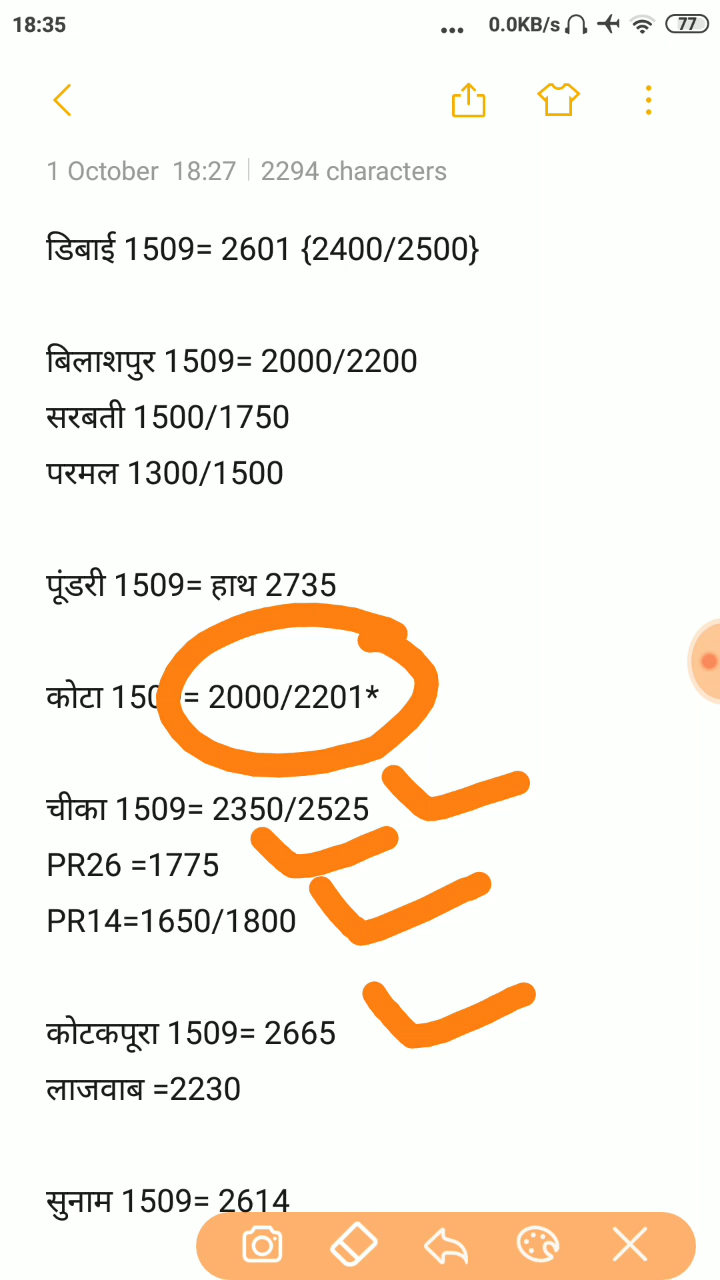 18:35 ... 0.0KB/s 77
1 October 18:27 | 2294 characters
डिबाई 1509= 2601 {2400/2500}
बिलाशपुर 1509= 2000/2200
सरबती 1500/1750
परमल 1300/1500
पूंडरी 1509= हाथ 2735
कोटा 1509= 2000/2201*
चीका 1509= 2350/2525
PR26 =1775
PR14=1650/1800
कोटकपूरा 1509= 2665
लाजवाब =2230
सुनाम 1509= 2614